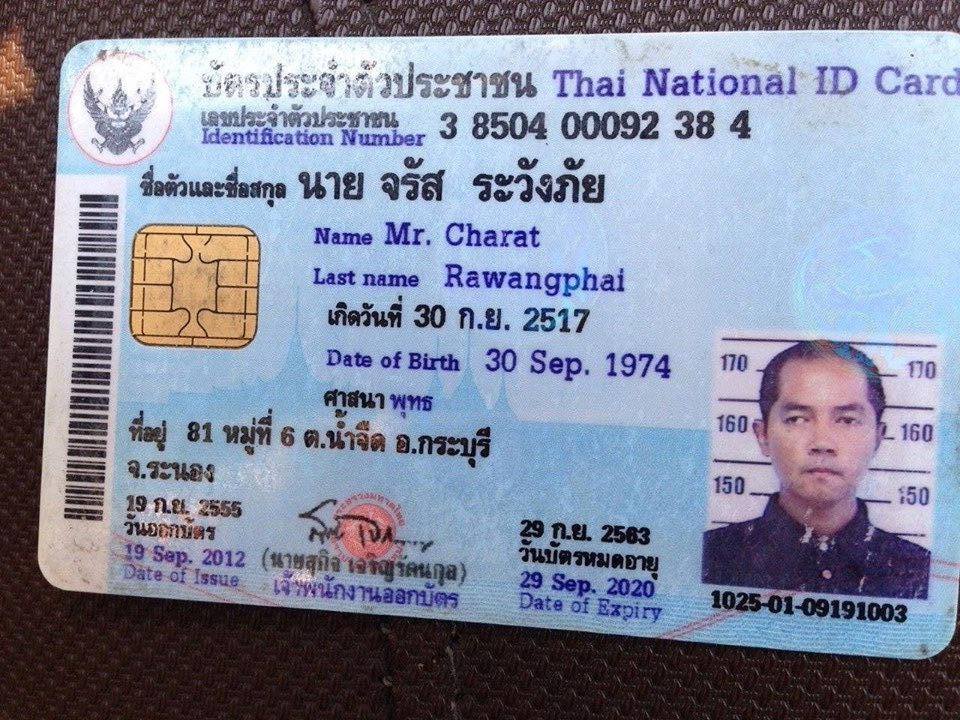 บัตรประจำตัวประชาชน Thai National ID Card
เลขประจำตัวประชาชน
Identification Number 3 8504 00092 38 4
ชื่อตัวและชื่อสกุล นาย จรัส ระวังภัย
Name Mr. Charat
Last name Rawangphai
เกิดวันที่ 30 ก.ย. 2517
Date of Birth 30 Sep. 1974
ศาสนา พุทธ
ที่อยู่ 81 หมู่ที่ 6 ต.น้ำจืด อ.กระบุรี
จ.ระนอง
19 ก.ย. 2555
วันออกบัตร
19 Sep. 2012
Date of Issue
(นายสุกิจ เจริญรัตนกุล)
เจ้าพนักงานออกบัตร
29 ก.ย. 2563
วันบัตรหมดอายุ
29 Sep. 2020
Date of Expiry
170 170
160 160
150 150
1025-01-09191003